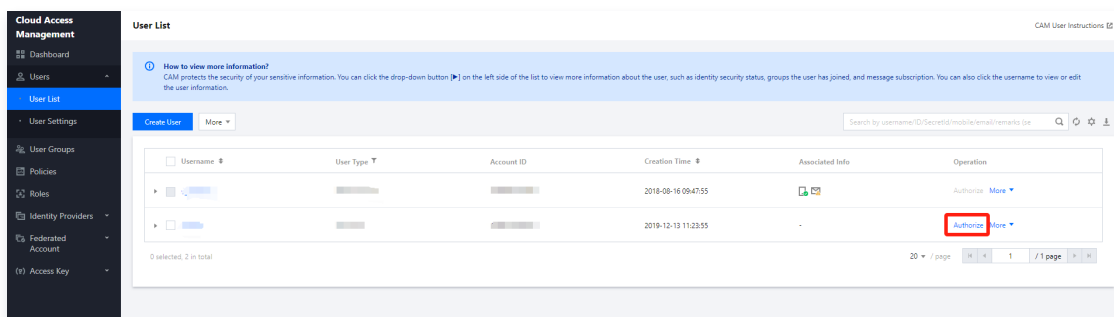 Cloud Access
Management
Dashboard
Users
User List
User Settings
User Groups
Policies
Roles
Identity Providers
Federated
Account
Access Key
User List
CAM User Instructions
How to view more information?
CAM protects the security of your sensitive information. You can click the drop-down button [▶] on the left side of the list to view more information about the user, such as identity security status, groups the user has joined, and message subscription. You can also click the username to view or edit
the user information.
Create User More
Search by username/ID/SecretId/mobile/email/remarks (se
Username User Type Account ID Creation Time Associated Info Operation
2018-08-16 09:47:55 Authorize More
2019-12-13 11:23:55 - Authorize More
0 selected, 2 in total 20 / page 1 / 1 page